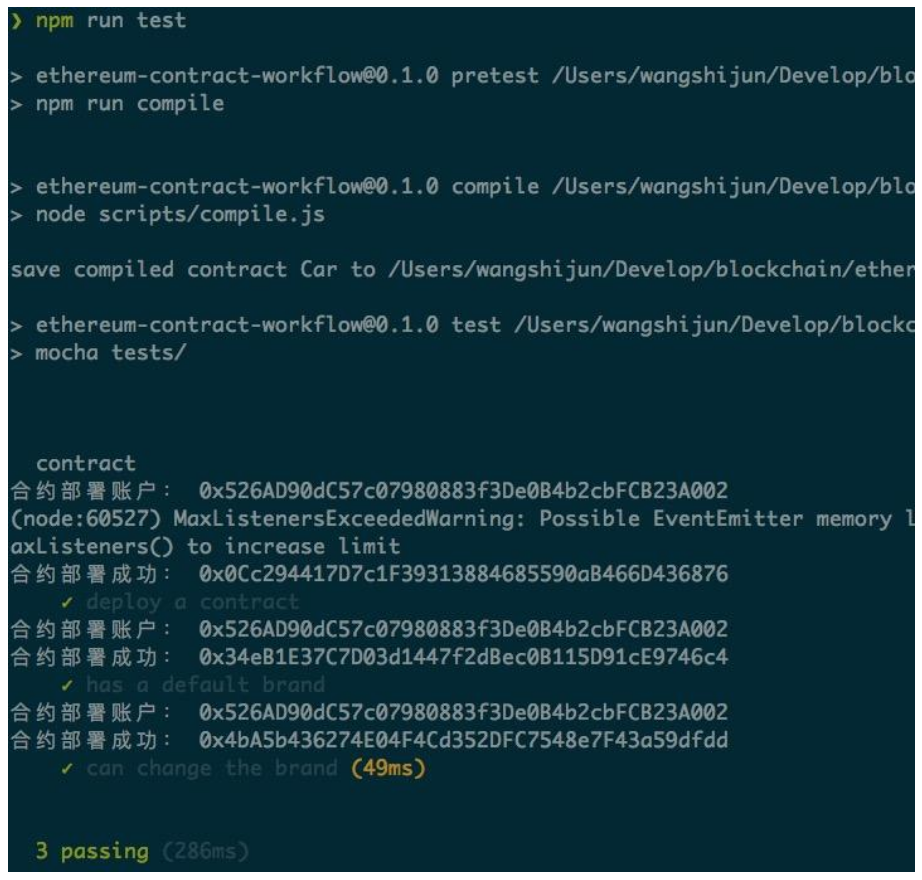 ❯ npm run test
> ethereum-contract-workflow@0.1.0 pretest /Users/wangshijun/Develop/blo
> npm run compile
> ethereum-contract-workflow@0.1.0 compile /Users/wangshijun/Develop/blo
> node scripts/compile.js
save compiled contract Car to /Users/wangshijun/Develop/blockchain/ether
> ethereum-contract-workflow@0.1.0 test /Users/wangshijun/Develop/blockc
> mocha tests/
contract
合约部署账户： 0x526AD90dC57c07980883f3De0B4b2cbFCB23A002
(node:60527) MaxListenersExceededWarning: Possible EventEmitter memory l
axListeners() to increase limit
合约部署成功： 0x0Cc294417D7c1F39313884685590aB466D436876
✓ deploy a contract
合约部署账户： 0x526AD90dC57c07980883f3De0B4b2cbFCB23A002
合约部署成功： 0x34eB1E37C7D03d1447f2dBec0B115D91cE9746c4
✓ has a default brand
合约部署账户： 0x526AD90dC57c07980883f3De0B4b2cbFCB23A002
合约部署成功： 0x4bA5b436274E04F4Cd352DFC7548e7F43a59dfdd
✓ can change the brand (49ms)
3 passing (286ms)